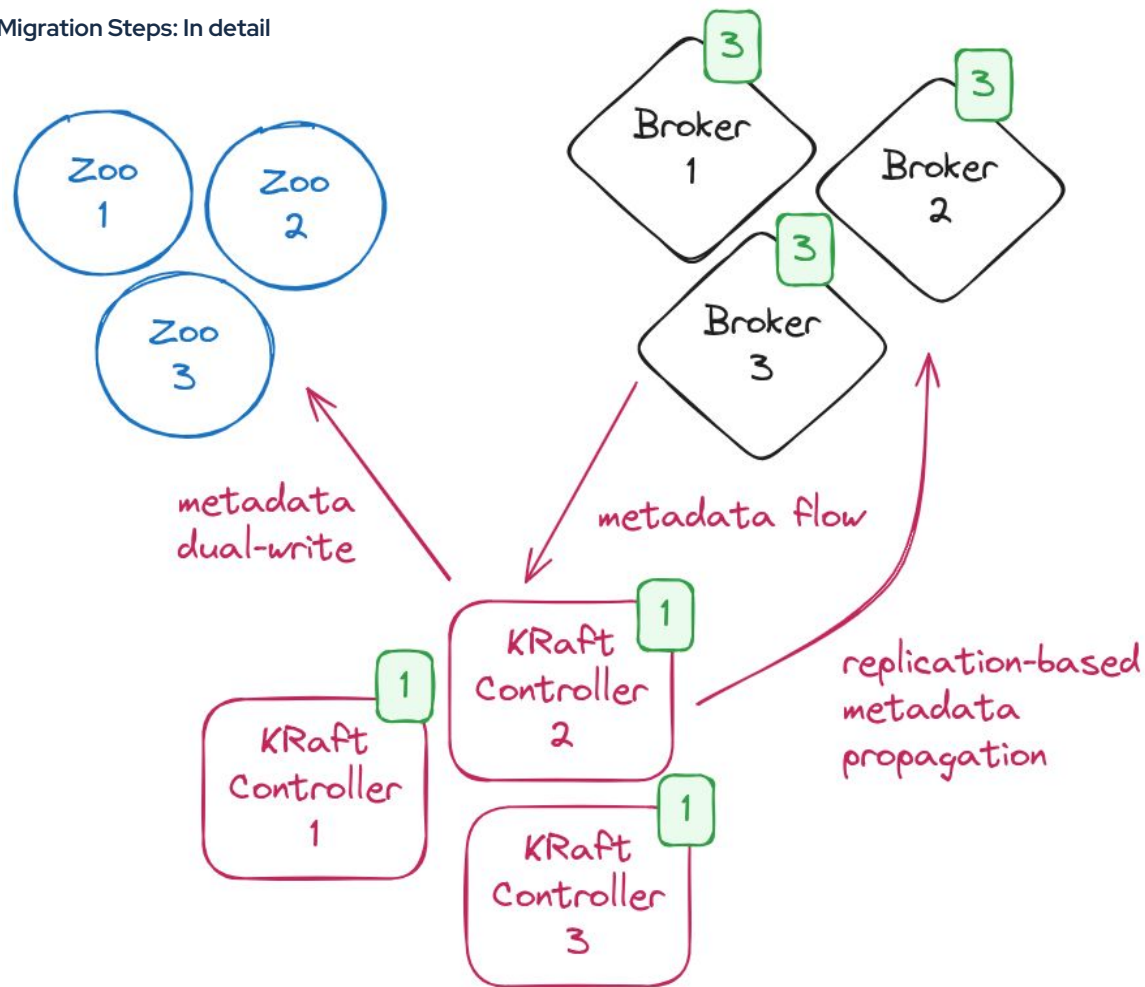 Migration Steps: In detail
3
Broker
1
3
Broker
2
Zoo
1
Zoo
2
3
Broker
3
Zoo
3
metadata
dual-write
metadata flow
1
KRaft
Controller
2
replication-based
metadata
propagation
1
KRaft
Controller
1
1
KRaft
Controller
3